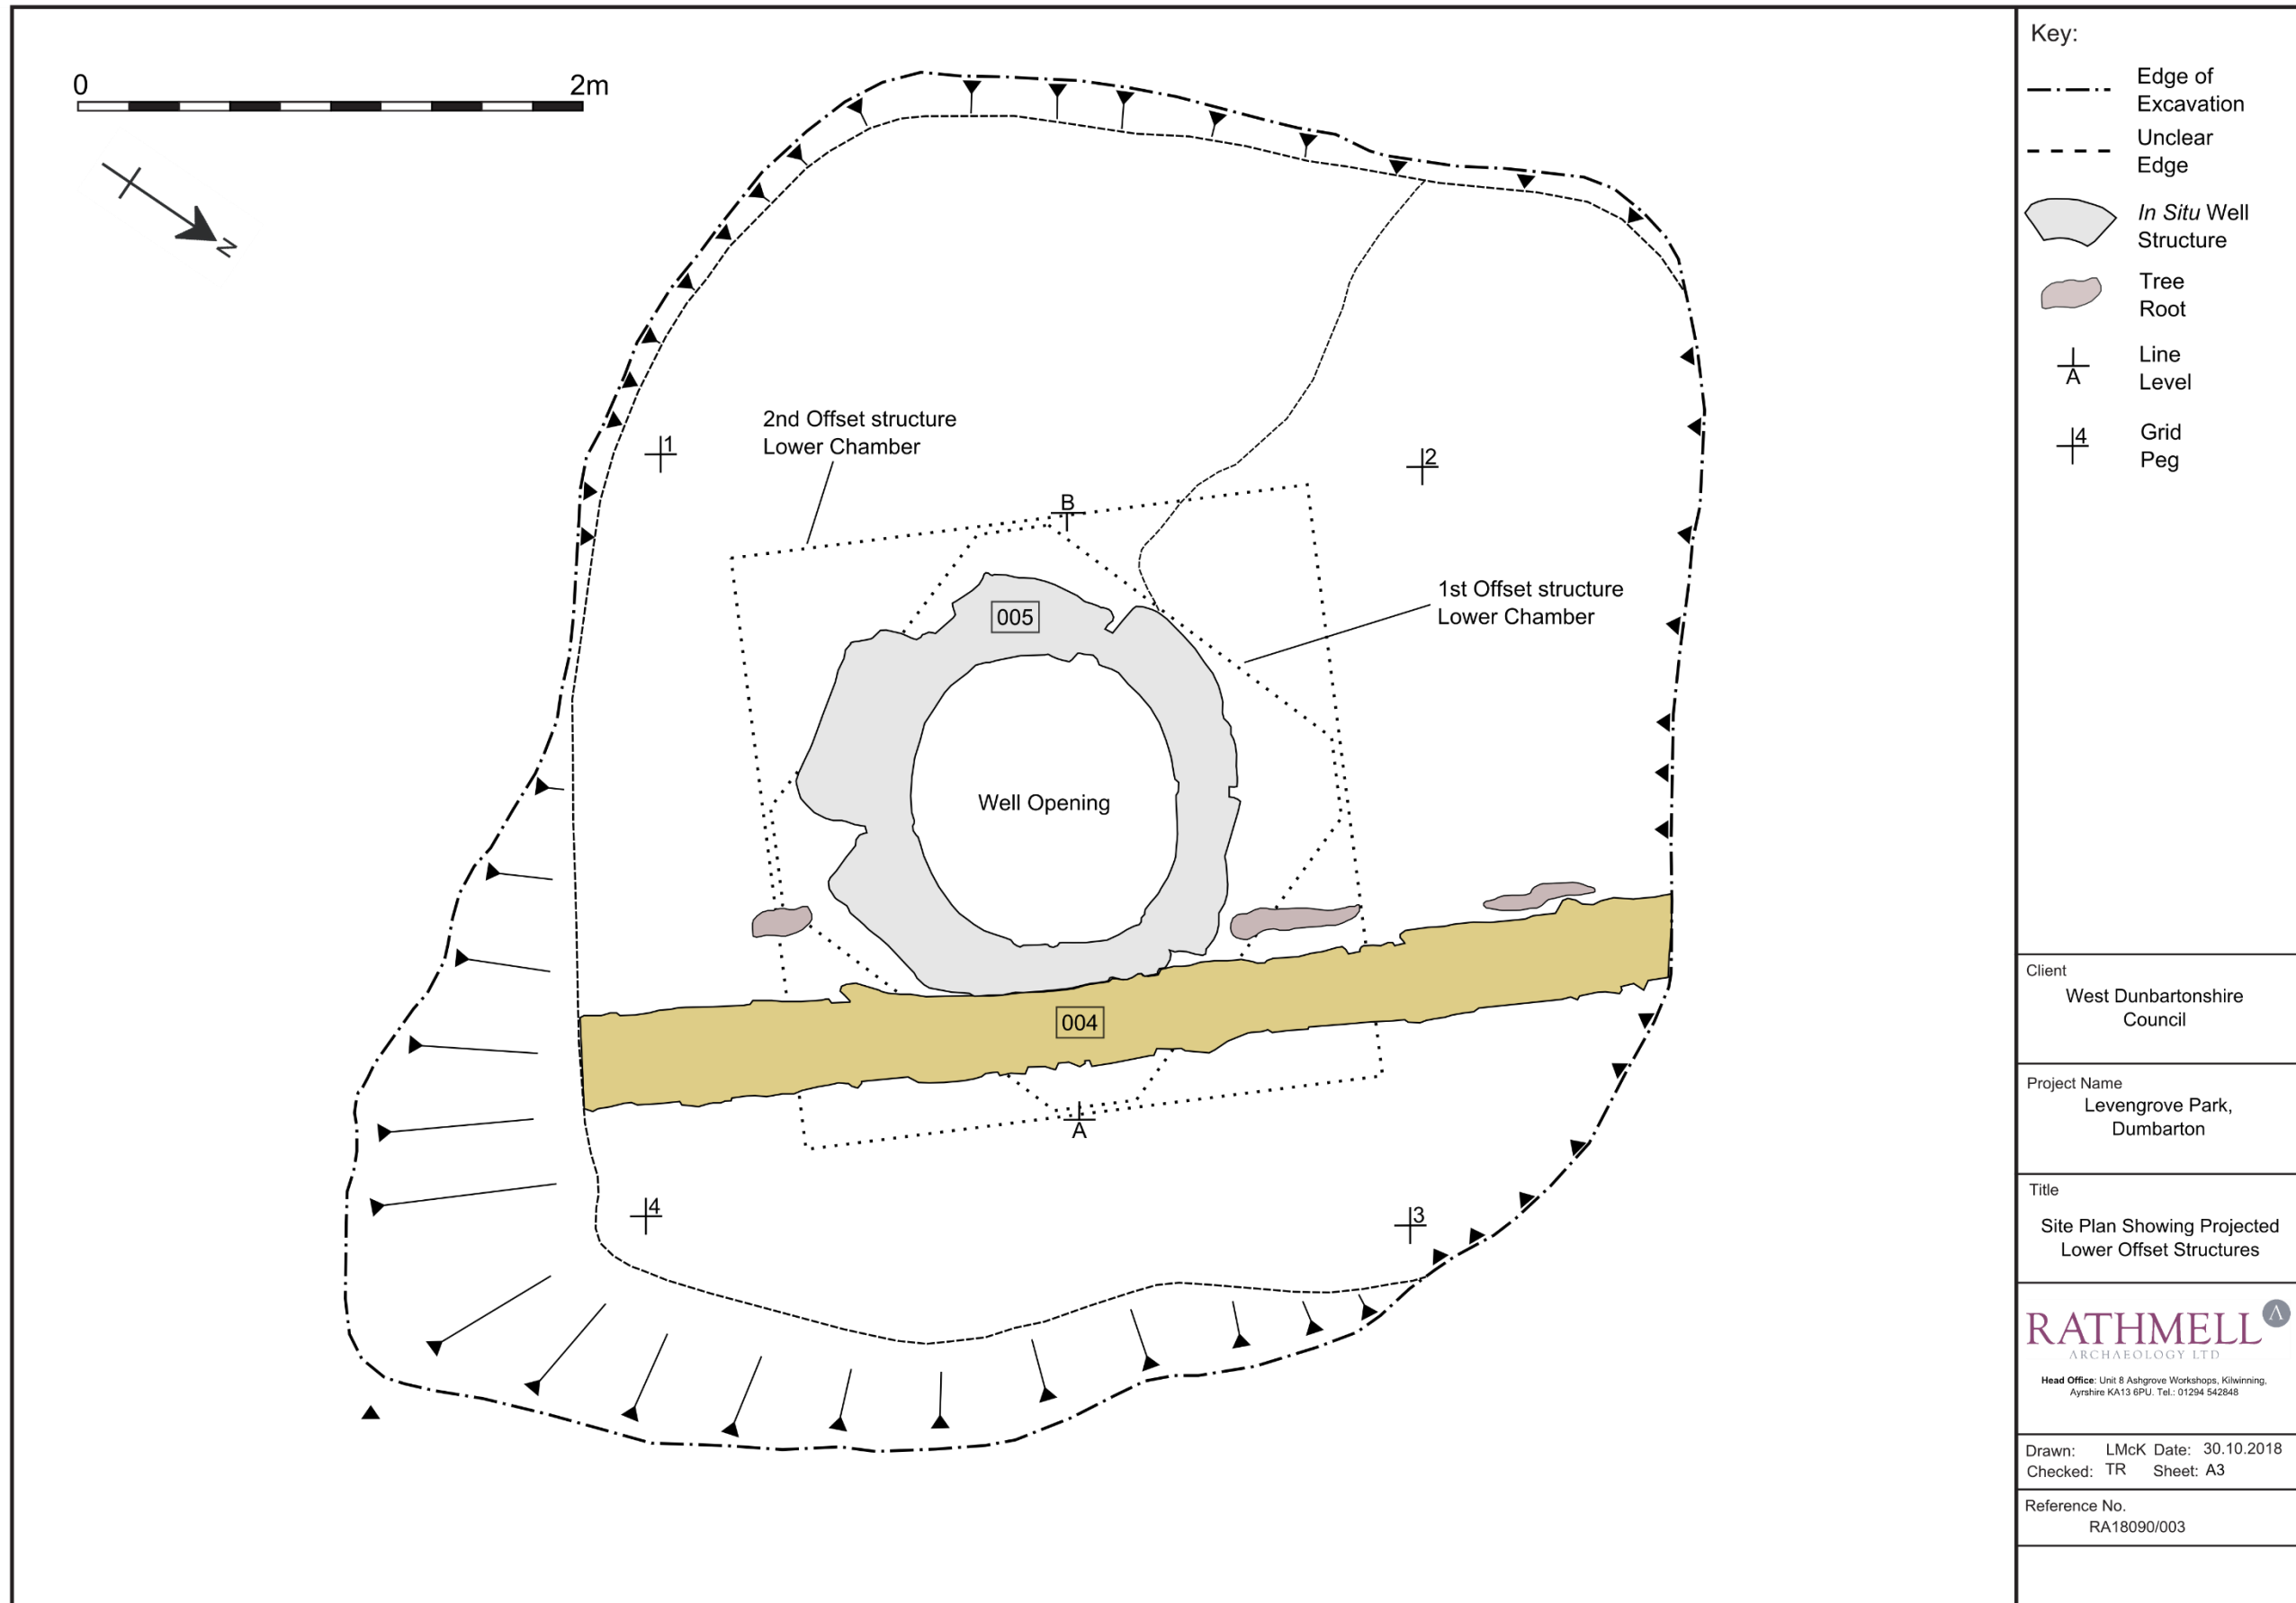 0 2m
N
1
2nd Offset structure
Lower Chamber
2
B
1st Offset structure
Lower Chamber
005
Well Opening
004
A
4
3
Key:
Edge of
Excavation
Unclear
Edge
In Situ Well
Structure
Tree
Root
A
Line
Level
4
Grid
Peg
Client
West Dunbartonshire
Council
Project Name
Levengrove Park,
Dumbarton
Title
Site Plan Showing Projected
Lower Offset Structures
RATHMELL Λ
ARCHAEOLOGY LTD
Head Office: Unit 8 Ashgrove Workshops, Kilwinning,
Ayrshire KA13 6PU. Tel.: 01294 542848
Drawn: LMcK Date: 30.10.2018
Checked: TR Sheet: A3
Reference No.
RA18090/003